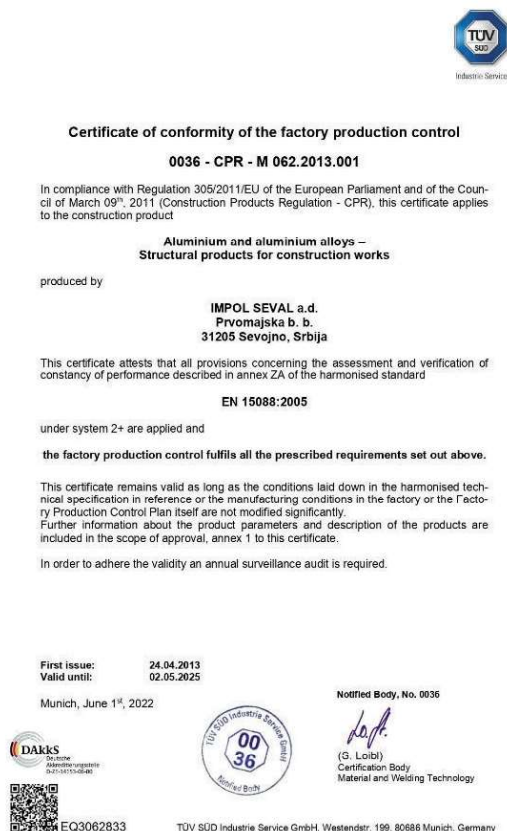 TÜV
SÜD
Industrie Service
Certificate of conformity of the factory production control
0036 - CPR - M 062.2013.001
In compliance with Regulation 305/2011/EU of the European Parliament and of the Coun-
cil of March 09th, 2011 (Construction Products Regulation - CPR), this certificate applies
to the construction product
Aluminium and aluminium alloys –
Structural products for construction works
produced by
IMPOL SEVAL a.d.
Prvomajska b. b.
31205 Sevojno, Srbija
This certificate attests that all provisions concerning the assessment and verification of
constancy of performance described in annex ZA of the harmonised standard
EN 15088:2005
under system 2+ are applied and
the factory production control fulfils all the prescribed requirements set out above.
This certificate remains valid as long as the conditions laid down in the harmonised tech-
nical specification in reference or the manufacturing conditions in the factory or the Facto-
ry Production Control Plan itself are not modified significantly.
Further information about the product parameters and description of the products are
included in the scope of approval, annex 1 to this certificate.
In order to adhere the validity an annual surveillance audit is required.
First issue: 24.04.2013
Valid until: 02.05.2025
Munich, June 1st, 2022
Notified Body, No. 0036
TÜV SÜD Industrie Service GmbH
00
36
Notified Body
(G. Loibl)
Certification Body
Material and Welding Technology
DAkkS
Deutsche
Akkreditierungsstelle
EQ3062833
TÜV SÜD Industrie Service GmbH, Westendstr. 199, 80686 Munich, Germany